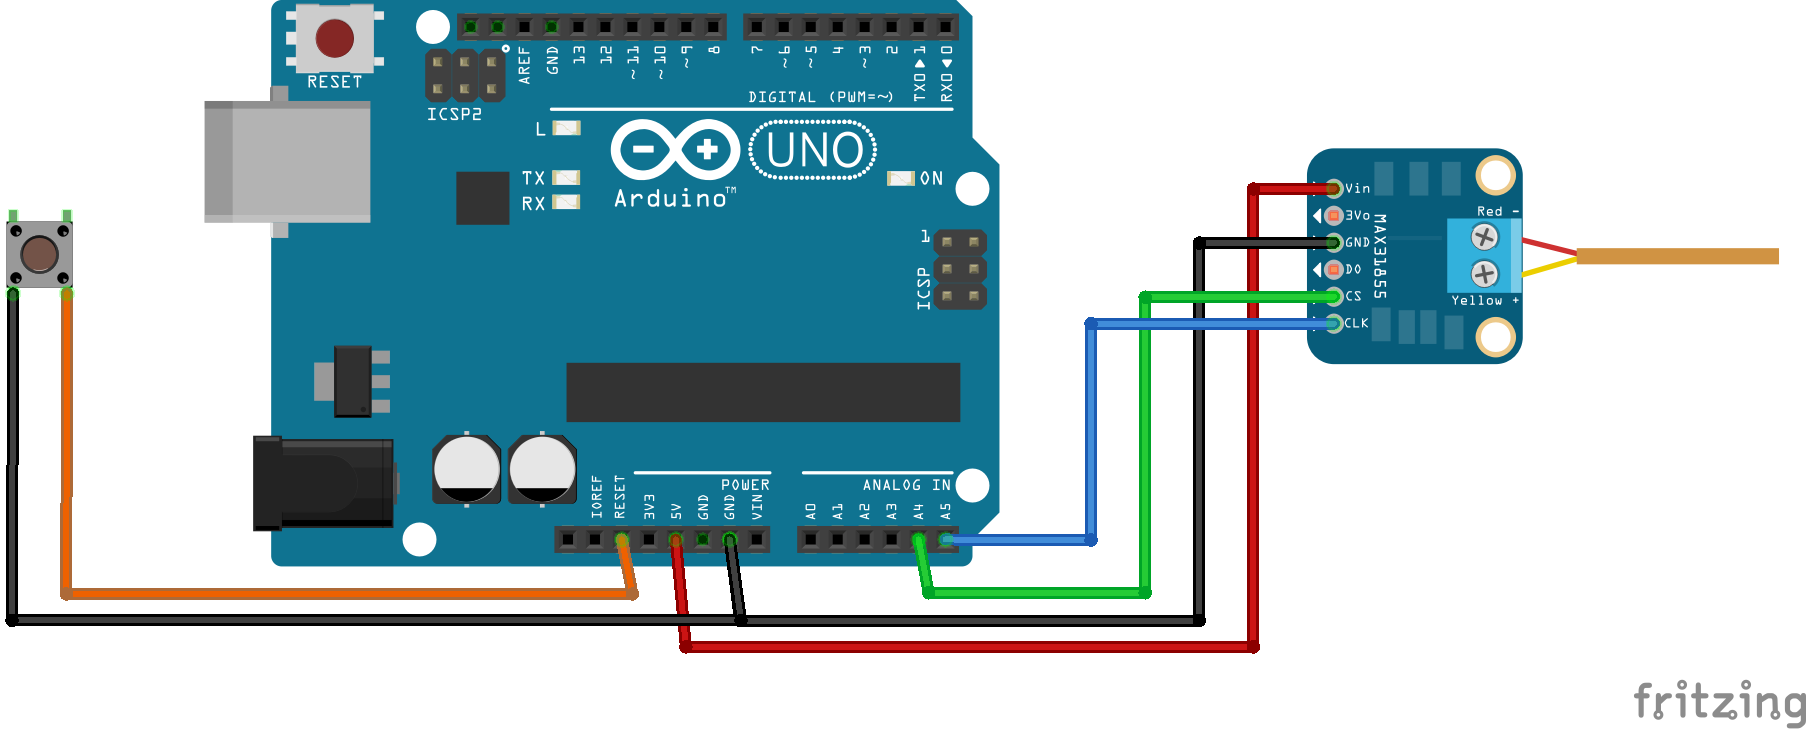 RESET
ICSP2
AREF
GND
13
12
~11
~10
~9
8
7
~6
~5
4
~3
2
TX0▶1
RX0◀0
DIGITAL (PWM=~)
L
TX
RX
UNO
Arduino™
ON
1
ICSP
IOREF
RESET
3V3
5V
GND
GND
VIN
POWER
ANALOG IN
A0
A1
A2
A3
A4
A5
Vin
3Vo
GND
DO
CS
CLK
MAX31855
Red -
Yellow +
fritzing